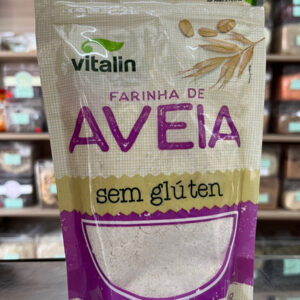 vitalin
FARINHA DE
AVEIA
sem glúten